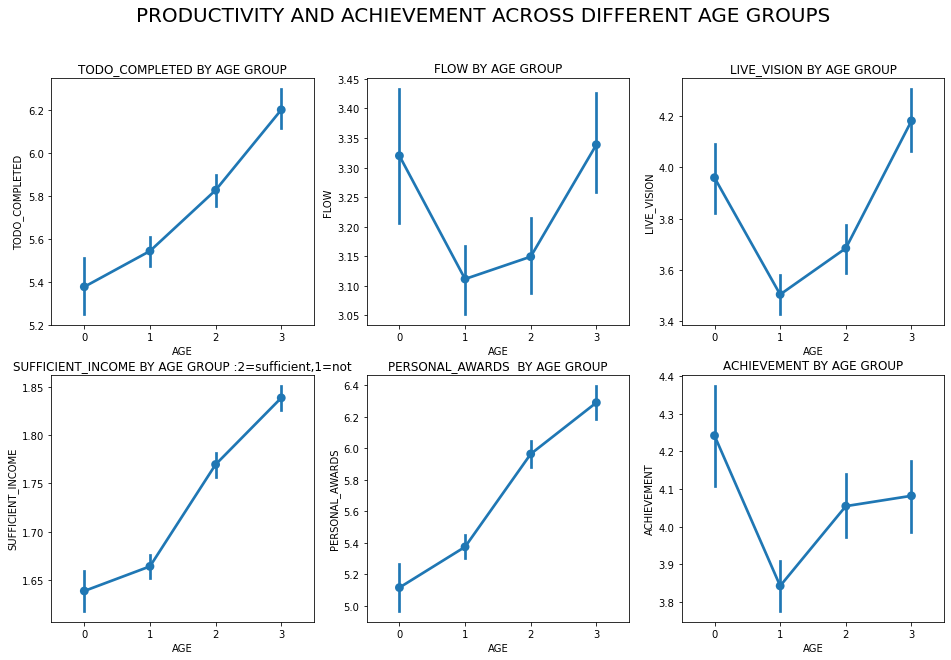 PRODUCTIVITY AND ACHIEVEMENT ACROSS DIFFERENT AGE GROUPS
TODO_COMPLETED BY AGE GROUP
TODO_COMPLETED
6.2
6.0
5.8
5.6
5.4
5.2
0 1 2 3
AGE
FLOW BY AGE GROUP
FLOW
3.45
3.40
3.35
3.30
3.25
3.20
3.15
3.10
3.05
0 1 2 3
AGE
LIVE_VISION BY AGE GROUP
LIVE_VISION
4.2
4.0
3.8
3.6
3.4
0 1 2 3
AGE
SUFFICIENT_INCOME BY AGE GROUP :2=sufficient,1=not
SUFFICIENT_INCOME
1.85
1.80
1.75
1.70
1.65
0 1 2 3
AGE
PERSONAL_AWARDS  BY AGE GROUP
PERSONAL_AWARDS
6.4
6.2
6.0
5.8
5.6
5.4
5.2
5.0
0 1 2 3
AGE
ACHIEVEMENT BY AGE GROUP
ACHIEVEMENT
4.4
4.3
4.2
4.1
4.0
3.9
3.8
0 1 2 3
AGE